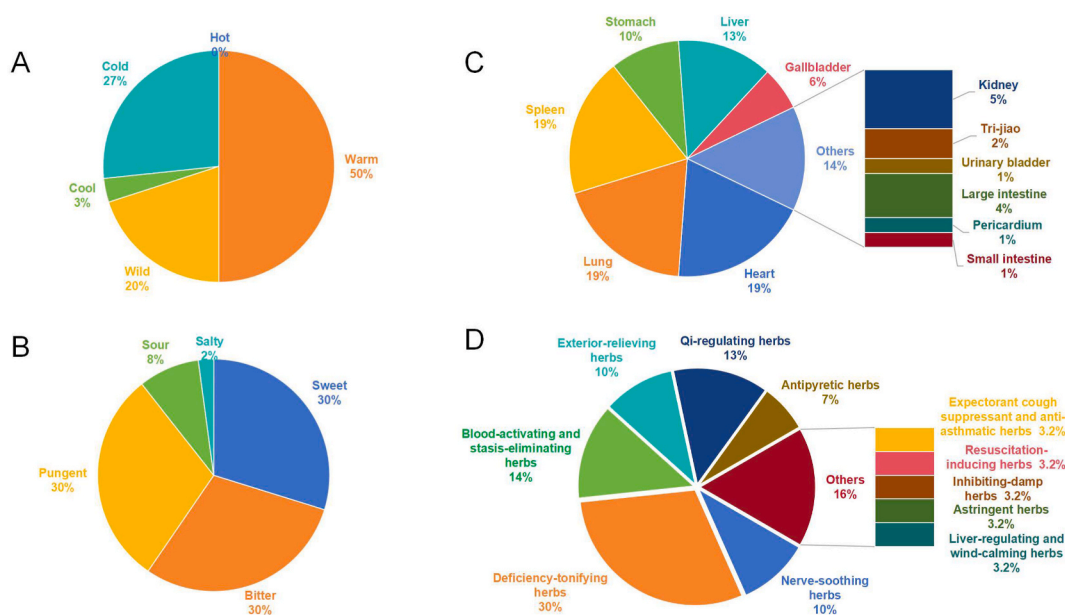 A
Hot
0%
Cold
27%
Warm
50%
Cool
3%
Wild
20%
B
Sour
8%
Salty
2%
Sweet
30%
Pungent
30%
Bitter
30%
C
Stomach
10%
Liver
13%
Gallbladder
6%
Spleen
19%
Others
14%
Lung
19%
Heart
19%
Kidney
5%
Tri-jiao
2%
Urinary bladder
1%
Large intestine
4%
Pericardium
1%
Small intestine
1%
D
Exterior-relieving
herbs
10%
Qi-regulating herbs
13%
Antipyretic herbs
7%
Blood-activating and
stasis-eliminating
herbs
14%
Others
16%
Deficiency-tonifying
herbs
30%
Nerve-soothing
herbs
10%
Expectorant cough
suppressant and anti-
asthmatic herbs 3.2%
Resuscitation-
inducing herbs 3.2%
Inhibiting-damp
herbs 3.2%
Astringent herbs
3.2%
Liver-regulating and
wind-calming herbs
3.2%